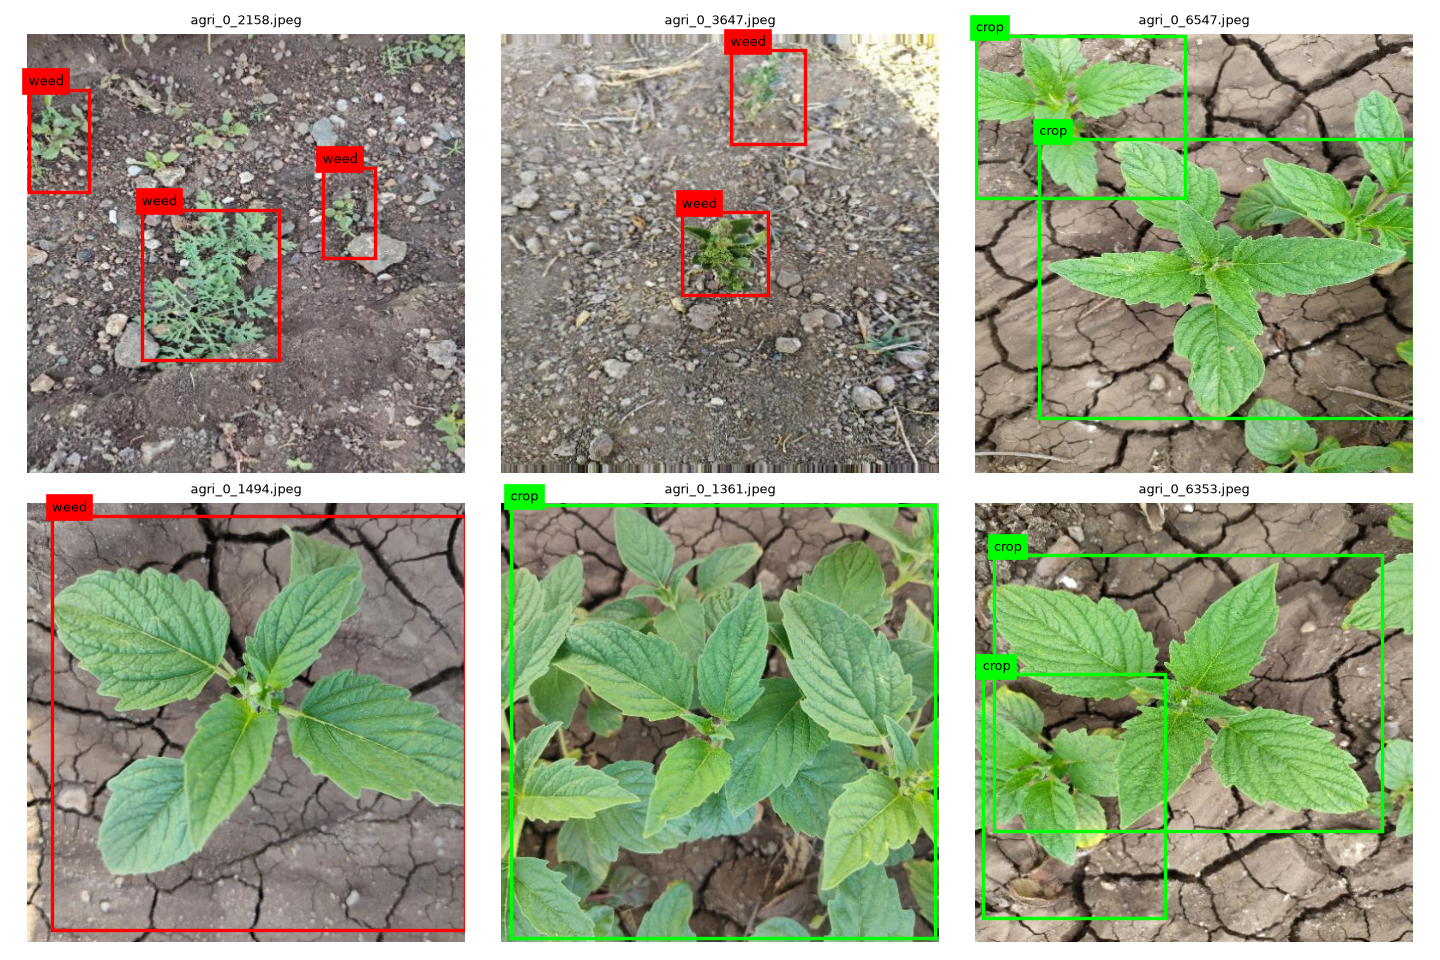 agri_0_2158.jpeg
weed
weed
weed
agri_0_3647.jpeg
weed
weed
agri_0_6547.jpeg
crop
crop
agri_0_1494.jpeg
weed
agri_0_1361.jpeg
crop
agri_0_6353.jpeg
crop
crop